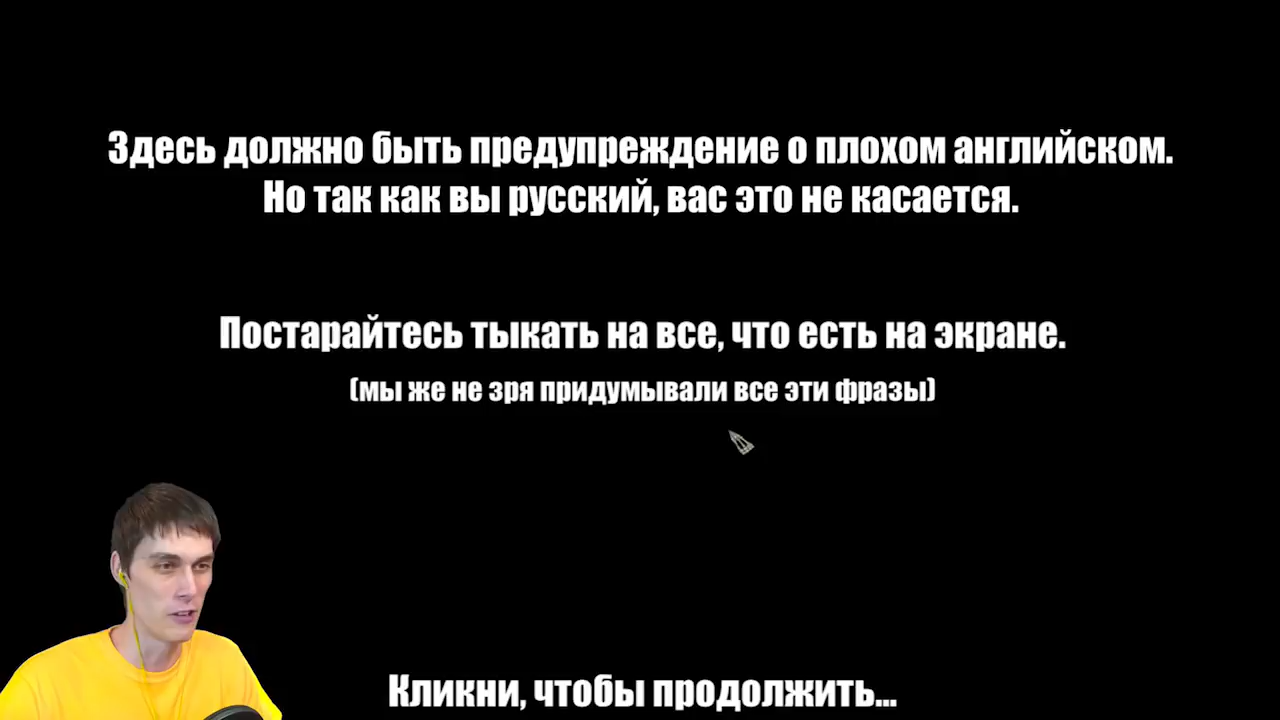 Здесь должно быть предупреждение о плохом английском.
Но так как вы русский, вас это не касается.
Постарайтесь тыкать на все, что есть на экране.
(мы же не зря придумывали все эти фразы)
Кликни, чтобы продолжить...